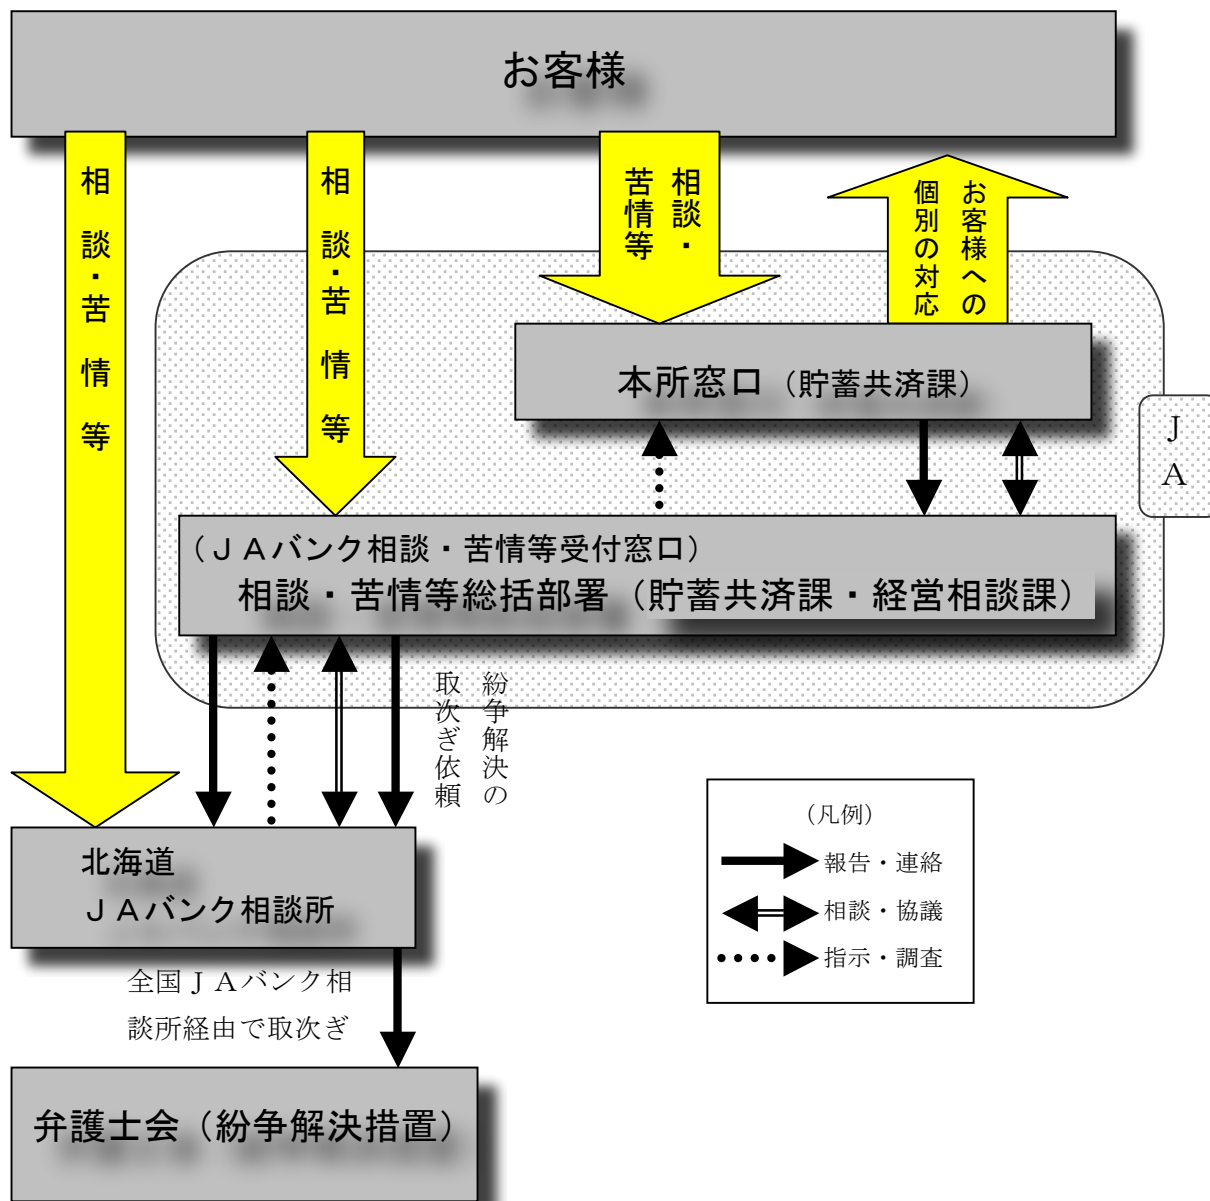 お客様
相談・苦情等
相談・苦情等
相談・
苦情等
お客様への
個別の対応
本所窓口（貯蓄共済課）
ＪＡ
（ＪＡバンク相談・苦情等受付窓口）
相談・苦情等総括部署（貯蓄共済課・経営相談課）
紛争解決の
取次ぎ依頼
（凡例）
報告・連絡
相談・協議
指示・調査
北海道
ＪＡバンク相談所
全国ＪＡバンク相
談所経由で取次ぎ
弁護士会（紛争解決措置）